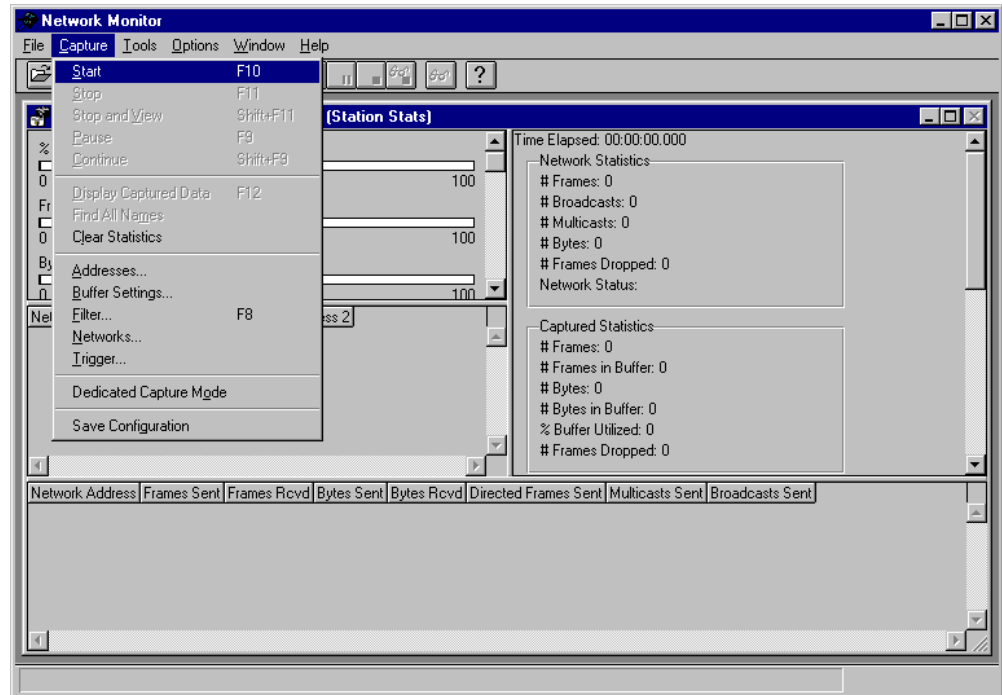 Network Monitor
File Capture Tools Options Window Help
Start F10
Stop F11
Stop and View Shift+F11
Pause F9
Continue Shift+F9
Display Captured Data F12
Find All Names
Clear Statistics
Addresses...
Buffer Settings...
Filter... F8
Networks...
Trigger...
Dedicated Capture Mode
Save Configuration
?
(Station Stats)
%
0 100
Fr
0 100
By
0 100
Net ess 2
Time Elapsed: 00:00:00.000
Network Statistics
# Frames: 0
# Broadcasts: 0
# Multicasts: 0
# Bytes: 0
# Frames Dropped: 0
Network Status:
Captured Statistics
# Frames: 0
# Frames in Buffer: 0
# Bytes: 0
# Bytes in Buffer: 0
% Buffer Utilized: 0
# Frames Dropped: 0
Network Address Frames Sent Frames Rcvd Bytes Sent Bytes Rcvd Directed Frames Sent Multicasts Sent Broadcasts Sent